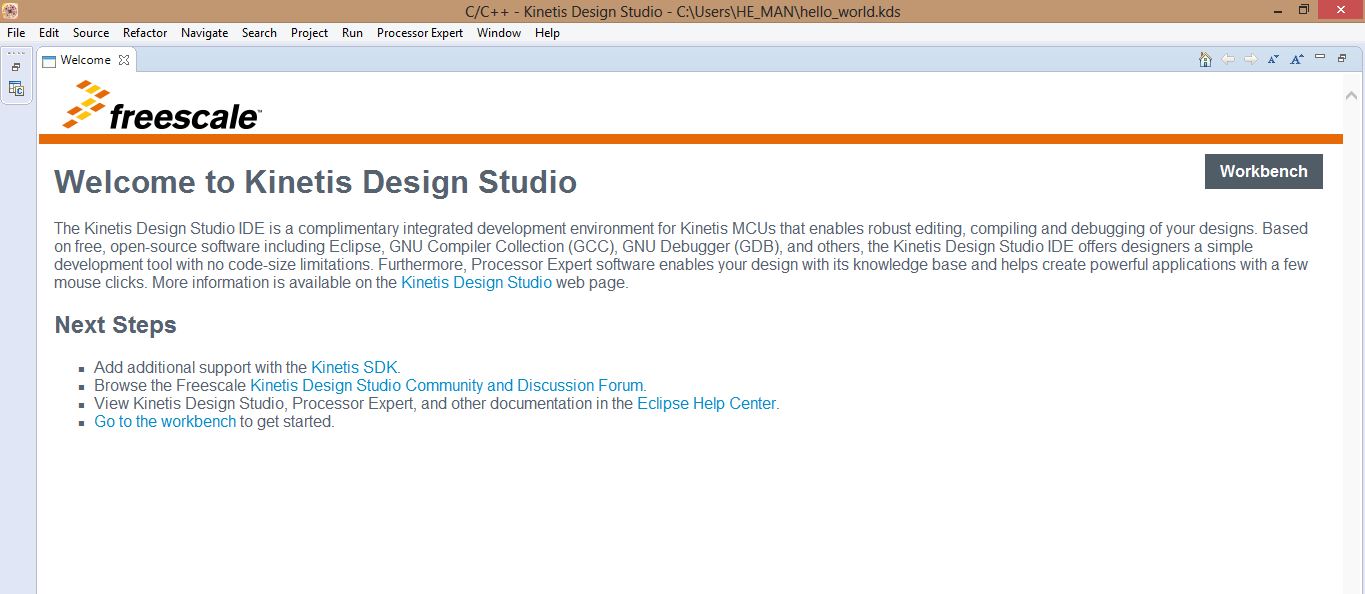 C/C++ - Kinetis Design Studio - C:\Users\HE_MAN\hello_world.kds
File Edit Source Refactor Navigate Search Project Run Processor Expert Window Help
Welcome
freescale™
Welcome to Kinetis Design Studio
Workbench
The Kinetis Design Studio IDE is a complimentary integrated development environment for Kinetis MCUs that enables robust editing, compiling and debugging of your designs. Based
on free, open-source software including Eclipse, GNU Compiler Collection (GCC), GNU Debugger (GDB), and others, the Kinetis Design Studio IDE offers designers a simple
development tool with no code-size limitations. Furthermore, Processor Expert software enables your design with its knowledge base and helps create powerful applications with a few
mouse clicks. More information is available on the Kinetis Design Studio web page.
Next Steps
Add additional support with the Kinetis SDK.
Browse the Freescale Kinetis Design Studio Community and Discussion Forum.
View Kinetis Design Studio, Processor Expert, and other documentation in the Eclipse Help Center.
Go to the workbench to get started.